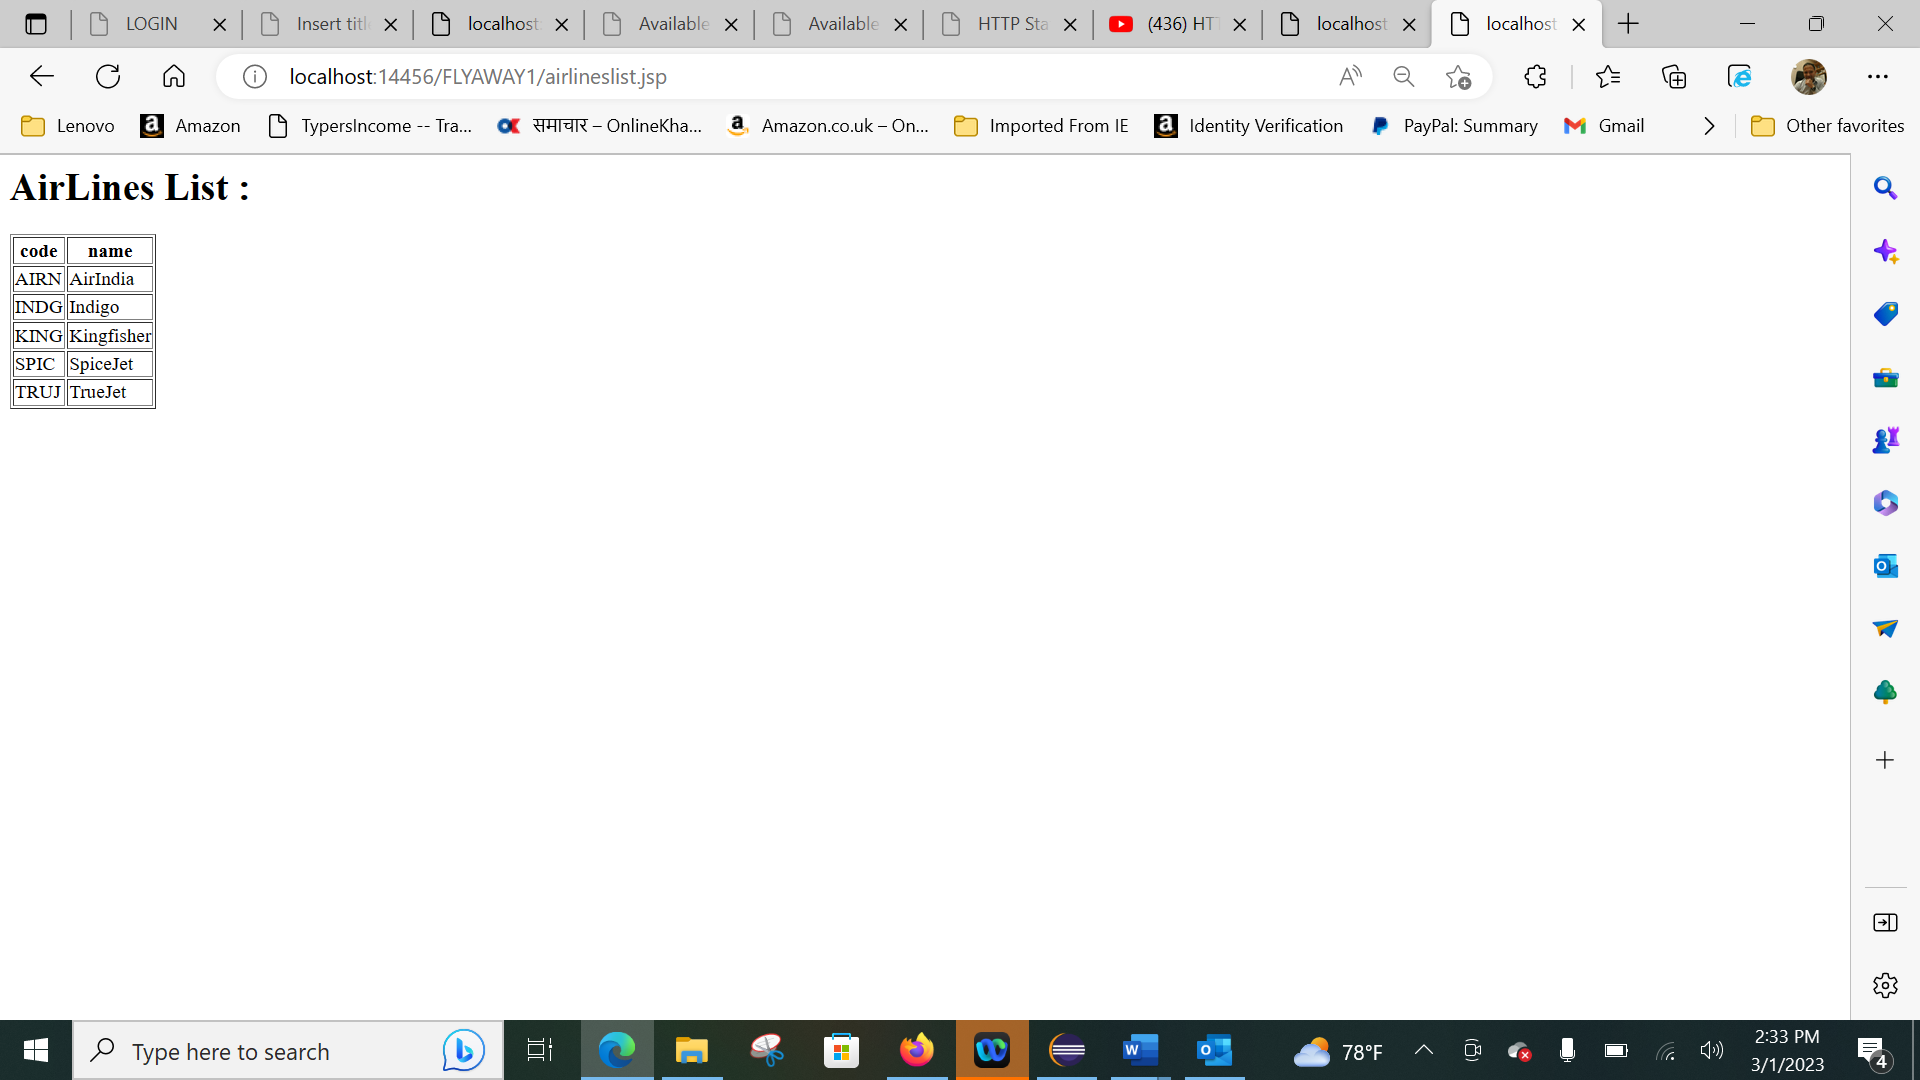 LOGIN
Insert titl
localhost
Available
Available
HTTP Sta
(436) HTT
localhost
localhost
localhost:14456/FLYAWAY1/airlineslist.jsp
Lenovo
Amazon
TypersIncome -- Tra...
समाचार – OnlineKha...
Amazon.co.uk – On...
Imported From IE
Identity Verification
PayPal: Summary
Gmail
Other favorites
AirLines List :
code name
AIRN AirIndia
INDG Indigo
KING Kingfisher
SPIC SpiceJet
TRUJ TrueJet
Type here to search
78°F
2:33 PM
3/1/2023
4